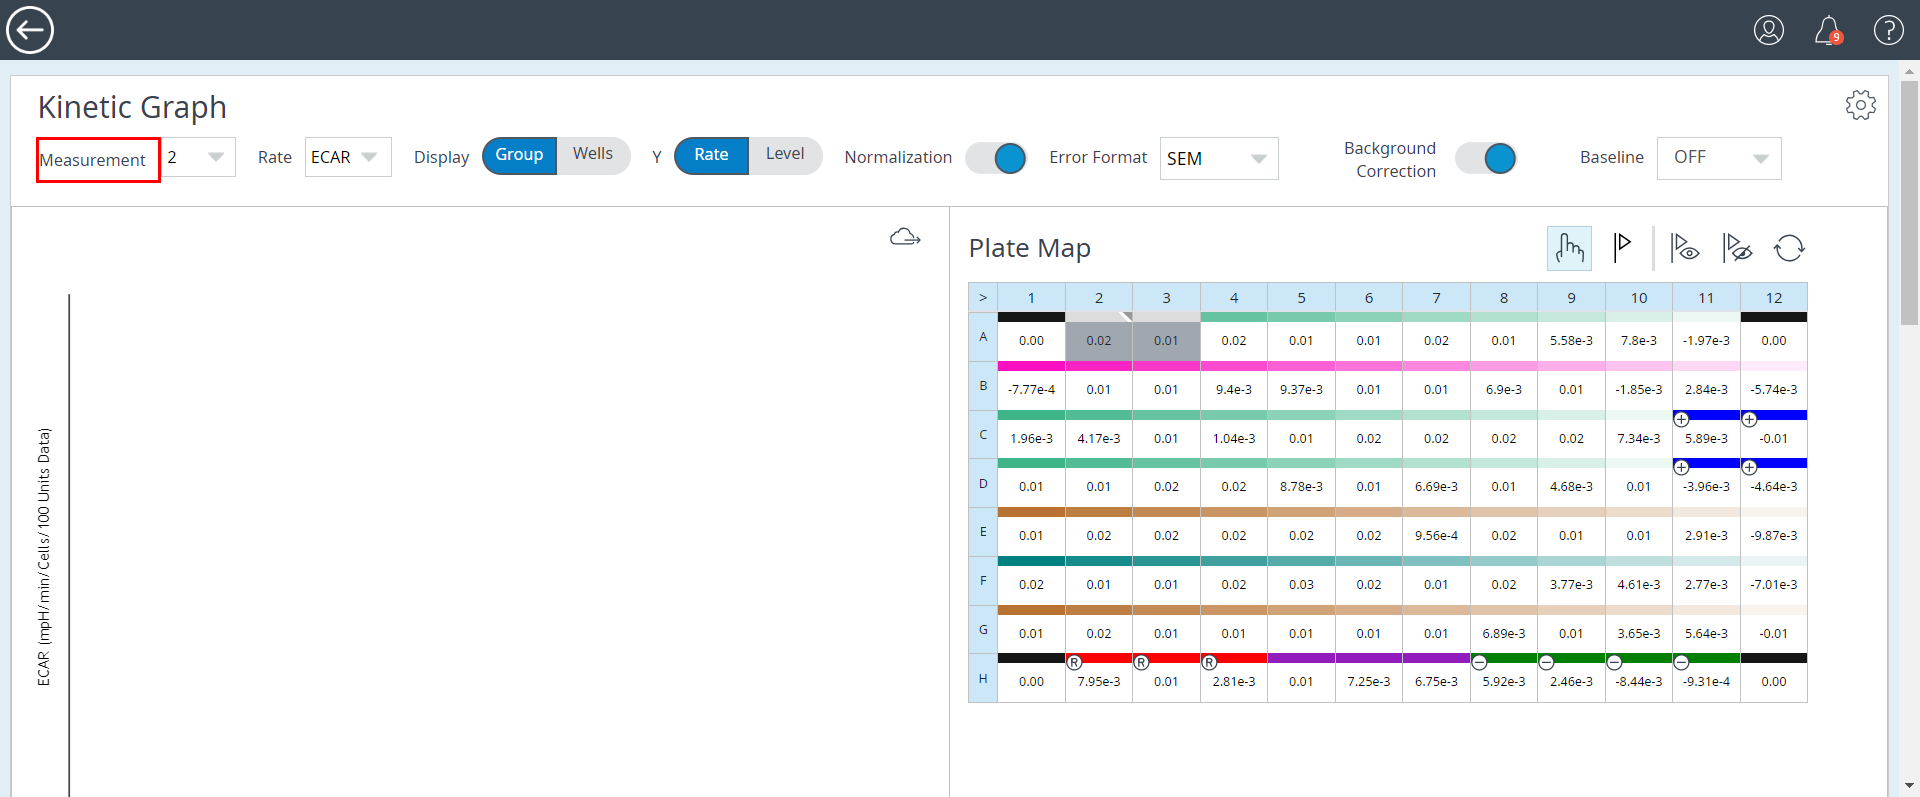 9
?
Kinetic Graph
Measurement 2 Rate ECAR Display Group Wells Y Rate Level Normalization Error Format SEM Background Correction Baseline OFF
Plate Map
ECAR (mpH/min/Cells/100 Units Data)
> 1 2 3 4 5 6 7 8 9 10 11 12
A 0.00 0.02 0.01 0.02 0.01 0.01 0.02 0.01 5.58e-3 7.8e-3 -1.97e-3 0.00
B -7.77e-4 0.01 0.01 9.4e-3 9.37e-3 0.01 0.01 6.9e-3 0.01 -1.85e-3 2.84e-3 -5.74e-3
+ +
C 1.96e-3 4.17e-3 0.01 1.04e-3 0.01 0.02 0.02 0.02 0.02 7.34e-3 5.89e-3 -0.01
+ +
D 0.01 0.01 0.02 0.02 8.78e-3 0.01 6.69e-3 0.01 4.68e-3 0.01 -3.96e-3 -4.64e-3
E 0.01 0.02 0.02 0.02 0.02 0.02 9.56e-4 0.02 0.01 0.01 2.91e-3 -9.87e-3
F 0.02 0.01 0.01 0.02 0.03 0.02 0.01 0.02 3.77e-3 4.61e-3 2.77e-3 -7.01e-3
G 0.01 0.02 0.01 0.01 0.01 0.01 0.01 6.89e-3 0.01 3.65e-3 5.64e-3 -0.01
R R R − − − −
H 0.00 7.95e-3 0.01 2.81e-3 0.01 7.25e-3 6.75e-3 5.92e-3 2.46e-3 -8.44e-3 -9.31e-4 0.00